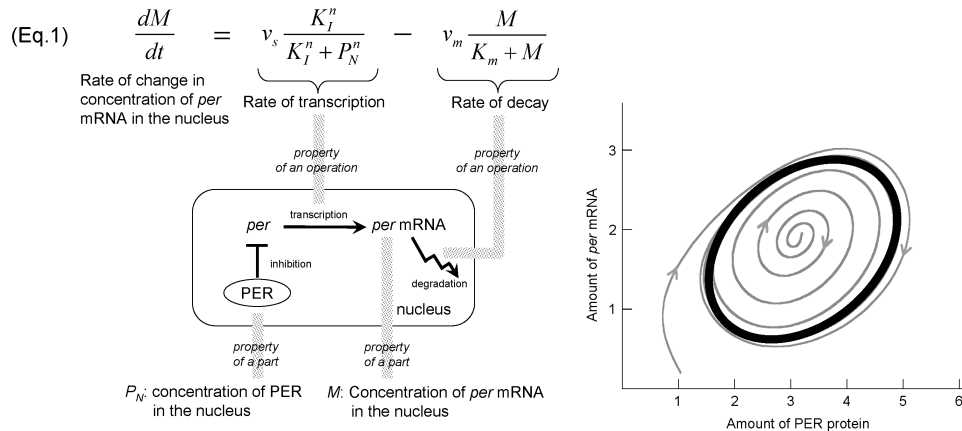 (Eq.1) dM/dt = v_s K_I^n / (K_I^n + P_N^n) − v_m M / (K_m + M)
Rate of change in
concentration of per
mRNA in the nucleus
Rate of transcription
Rate of decay
property
of an operation
property
of an operation
per
transcription
per mRNA
inhibition
degradation
PER
nucleus
property
of a part
property
of a part
P_N: concentration of PER
in the nucleus
M: Concentration of per mRNA
in the nucleus
Amount of per mRNA
3
2
1
1 2 3 4 5 6
Amount of PER protein